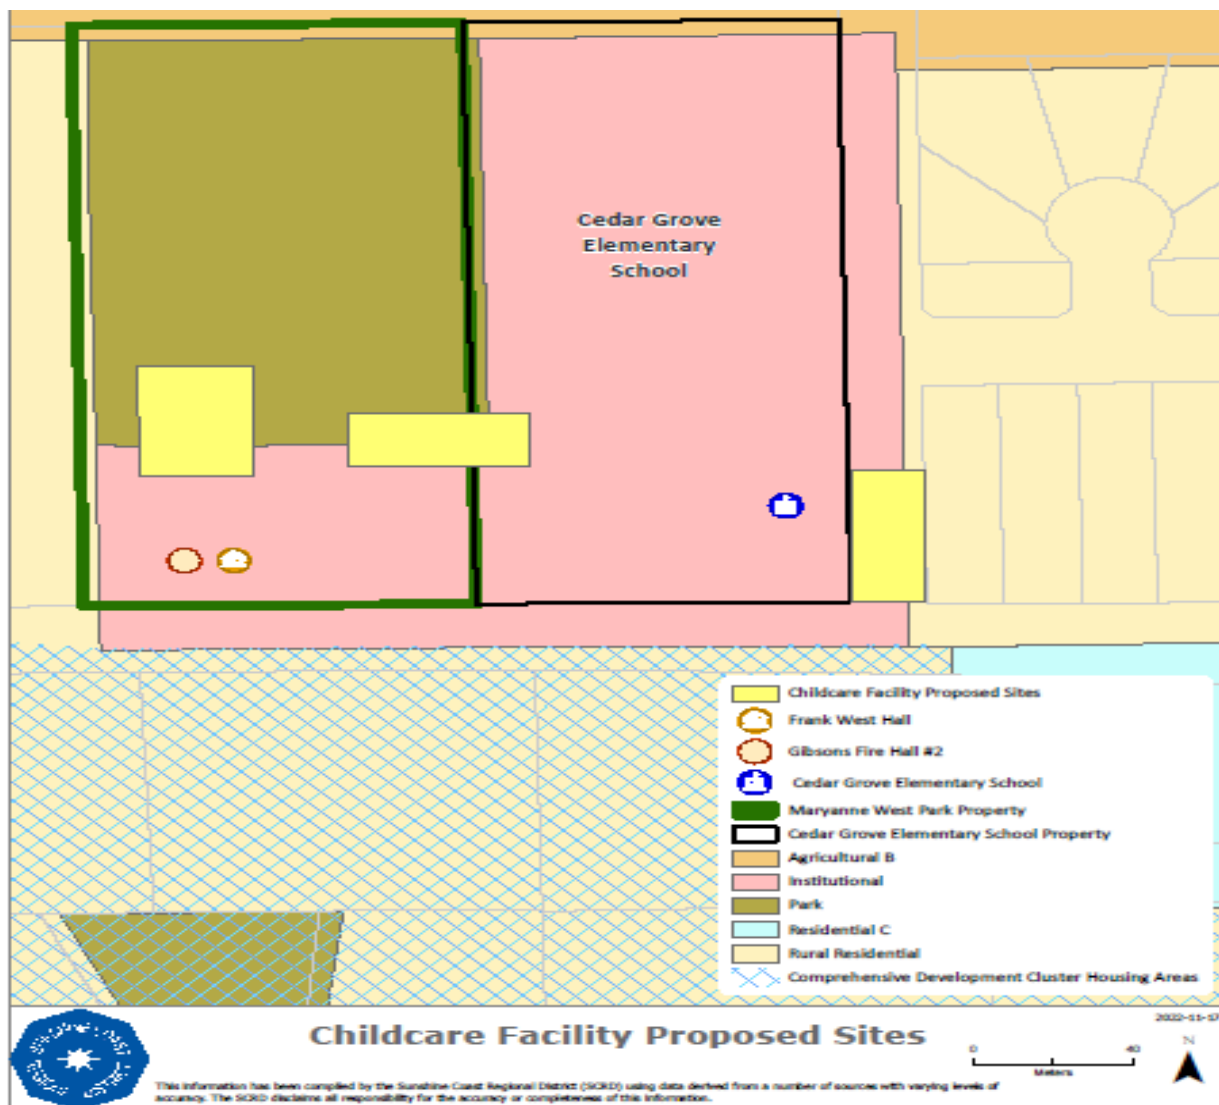 Cedar Grove
Elementary
School
Childcare Facility Proposed Sites
Frank West Hall
Gibsons Fire Hall #2
Cedar Grove Elementary School
Maryanne West Park Property
Cedar Grove Elementary School Property
Agricultural B
Institutional
Park
Residential C
Rural Residential
Comprehensive Development Cluster Housing Areas
2022-11-17
Childcare Facility Proposed Sites
0 40
Meters
N
This information has been compiled by the Sunshine Coast Regional District (SCRD) using data derived from a number of sources with varying levels of
accuracy. The SCRD disclaims all responsibility for the accuracy or completeness of this information.